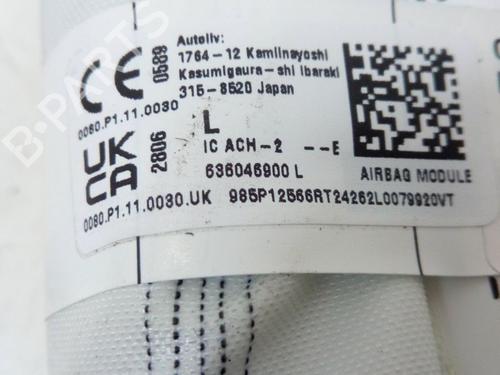 CE 0589
Autoliv:
1764-12 Kamiinayoshi
Kasumigaura-shi Ibaraki
315-8520 Japan
0080.P1.11.0030
UK
CA 2806
L
IC ACH-2 --E
636046900 L
AIRBAG MODULE
0080.P1.11.0030.UK
985P12566RT24262L0079920VT
B-PARTS